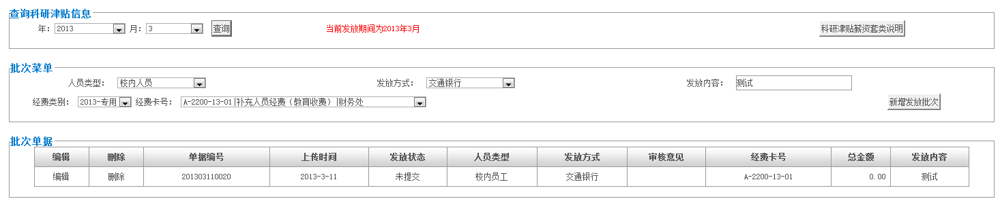 查询科研津贴信息
年: 2013 月: 3 查询 当前发放期间为2013年3月 科研津贴薪资套类说明
批次菜单
人员类型: 校内人员 发放方式: 交通银行 发放内容: 测试
经费类别: 2013-专用 经费卡号: A-2200-13-01|补充人员经费（教育收费）|财务处 新增发放批次
批次单据
编辑 删除 单据编号 上传时间 发放状态 人员类型 发放方式 审核意见 经费卡号 总金额 发放内容
编辑 删除 201303110020 2013-3-11 未提交 校内员工 交通银行 A-2200-13-01 0.00 测试